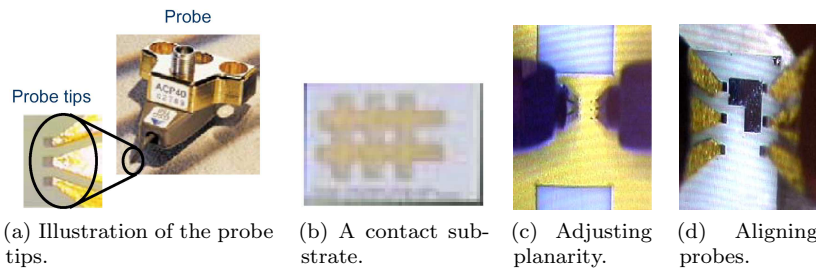 Probe
Probe tips
ACP40
(a) Illustration of the probe
tips.
(b) A contact sub-
strate.
(c) Adjusting
planarity.
(d) Aligning
probes.